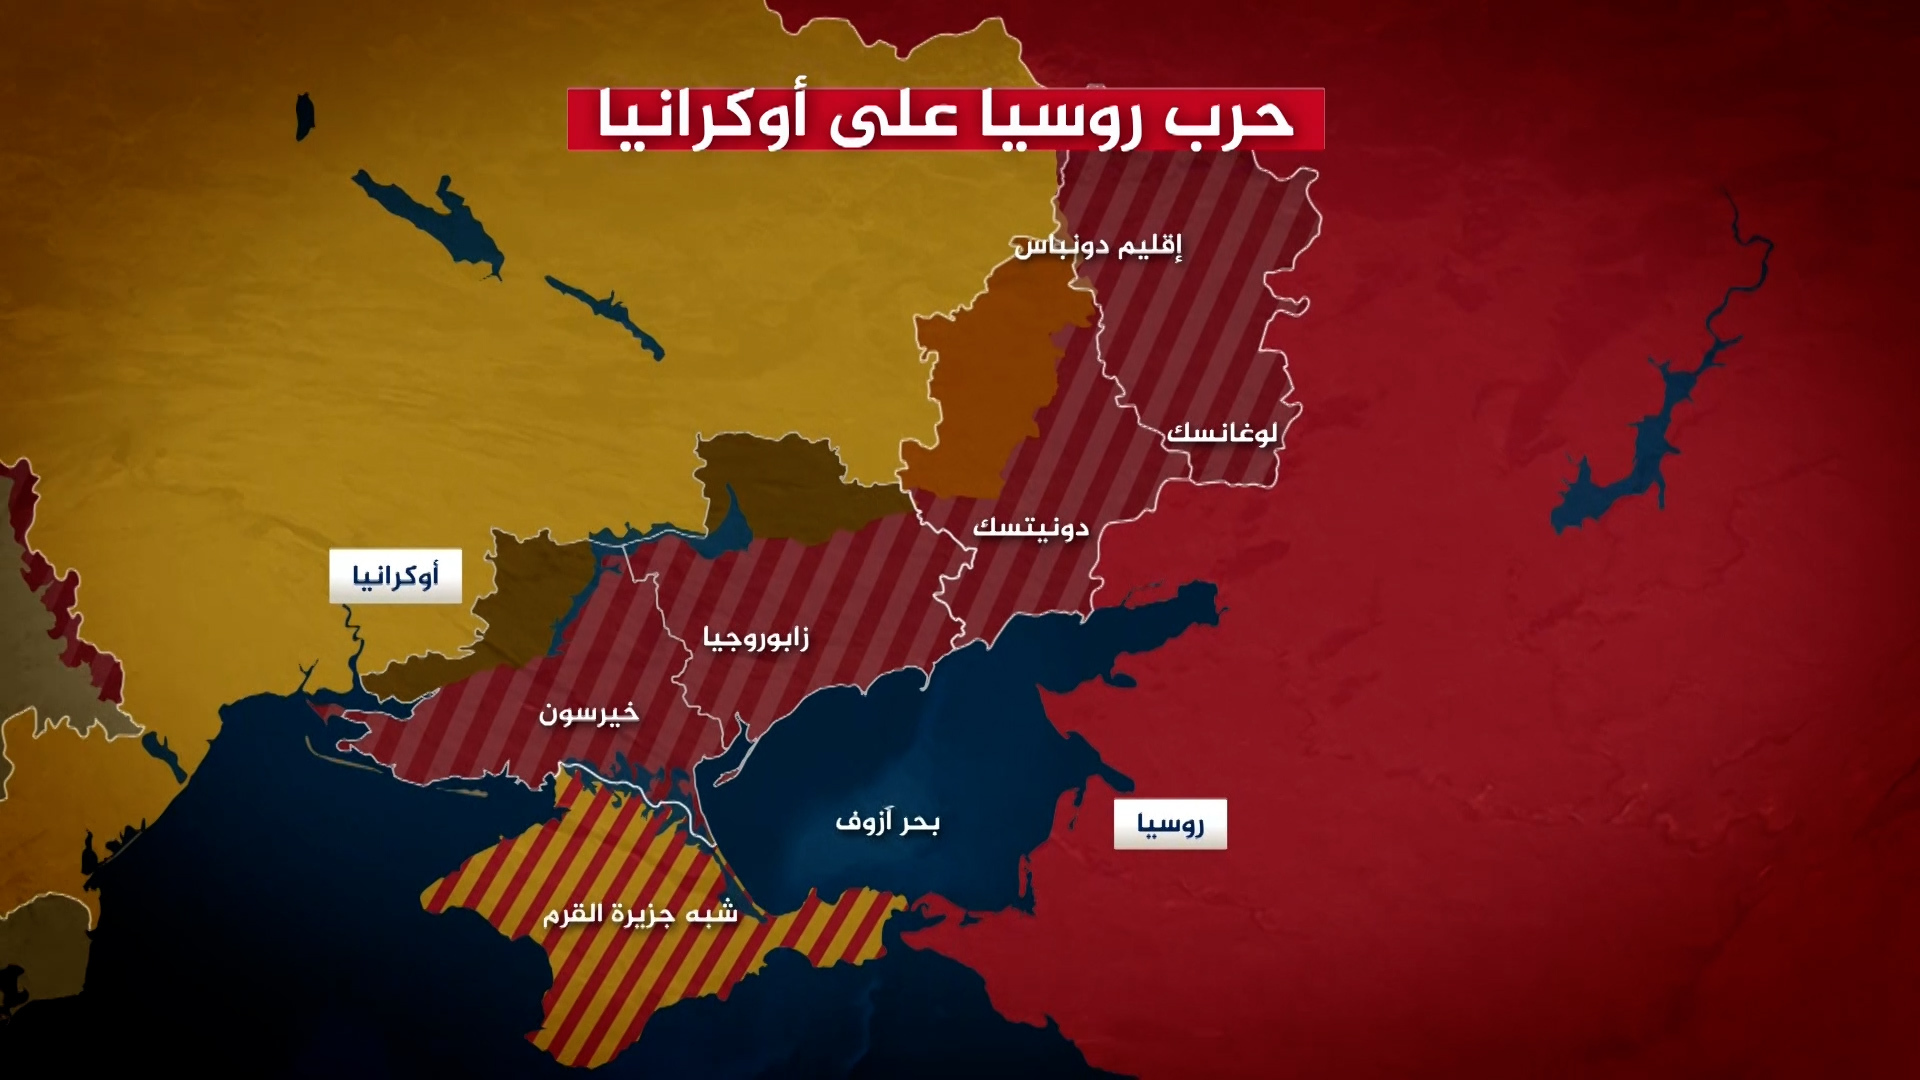 حرب روسيا على أوكرانيا
إقليم دونباس
لوغانسك
دونيتسك
أوكرانيا
زابوروجيا
خيرسون
بحر آزوف
روسيا
شبه جزيرة القرم